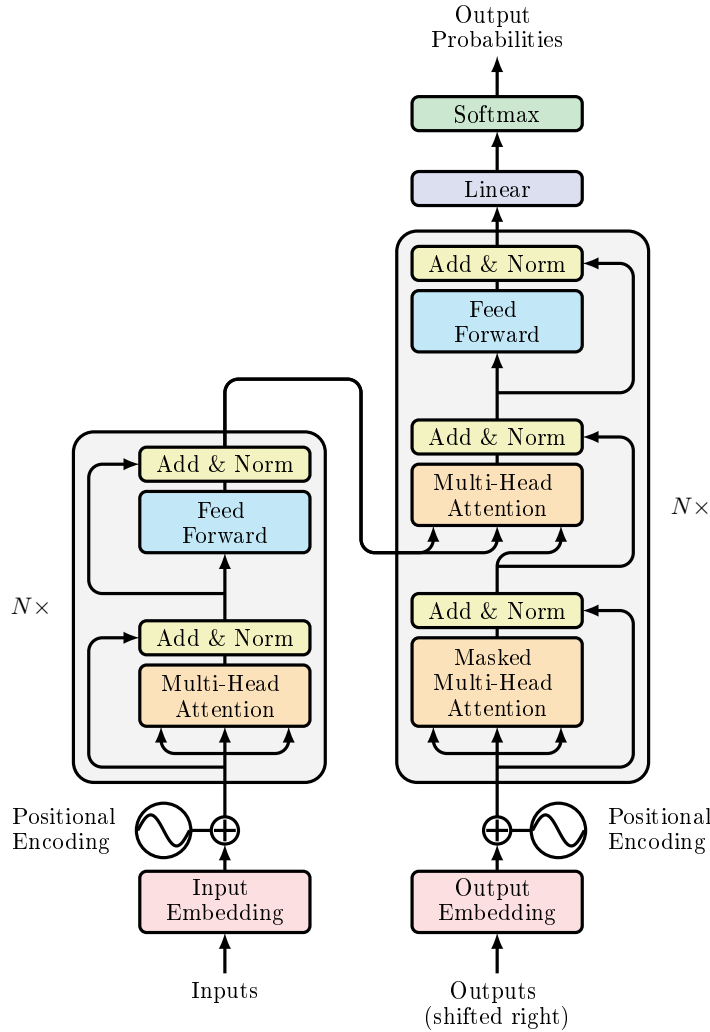 Output
Probabilities
Softmax
Linear
Add & Norm
Feed
Forward
Add & Norm
Multi-Head
Attention
N×
Add & Norm
Masked
Multi-Head
Attention
Add & Norm
Feed
Forward
N×
Add & Norm
Multi-Head
Attention
Positional
Encoding
Positional
Encoding
Input
Embedding
Output
Embedding
Inputs
Outputs
(shifted right)